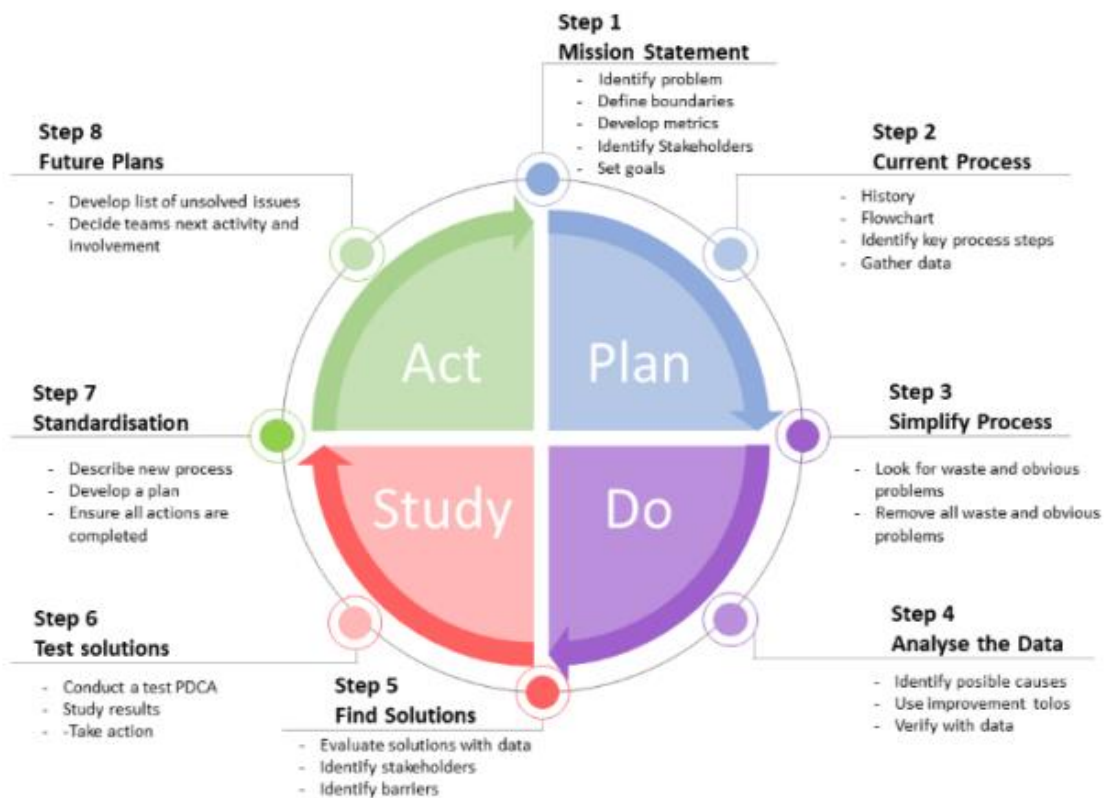 Step 1
Mission Statement
- Identify problem
- Define boundaries
- Develop metrics
- Identify Stakeholders
- Set goals
Step 2
Current Process
- History
- Flowchart
- Identify key process steps
- Gather data
Step 3
Simplify Process
- Look for waste and obvious
problems
- Remove all waste and obvious
problems
Step 4
Analyse the Data
- Identify posible causes
- Use improvement tolos
- Verify with data
Step 5
Find Solutions
- Evaluate solutions with data
- Identify stakeholders
- Identify barriers
Step 6
Test solutions
- Conduct a test PDCA
- Study results
- -Take action
Step 7
Standardisation
- Describe new process
- Develop a plan
- Ensure all actions are
completed
Step 8
Future Plans
- Develop list of unsolved issues
- Decide teams next activity and
involvement
Act
Plan
Study
Do